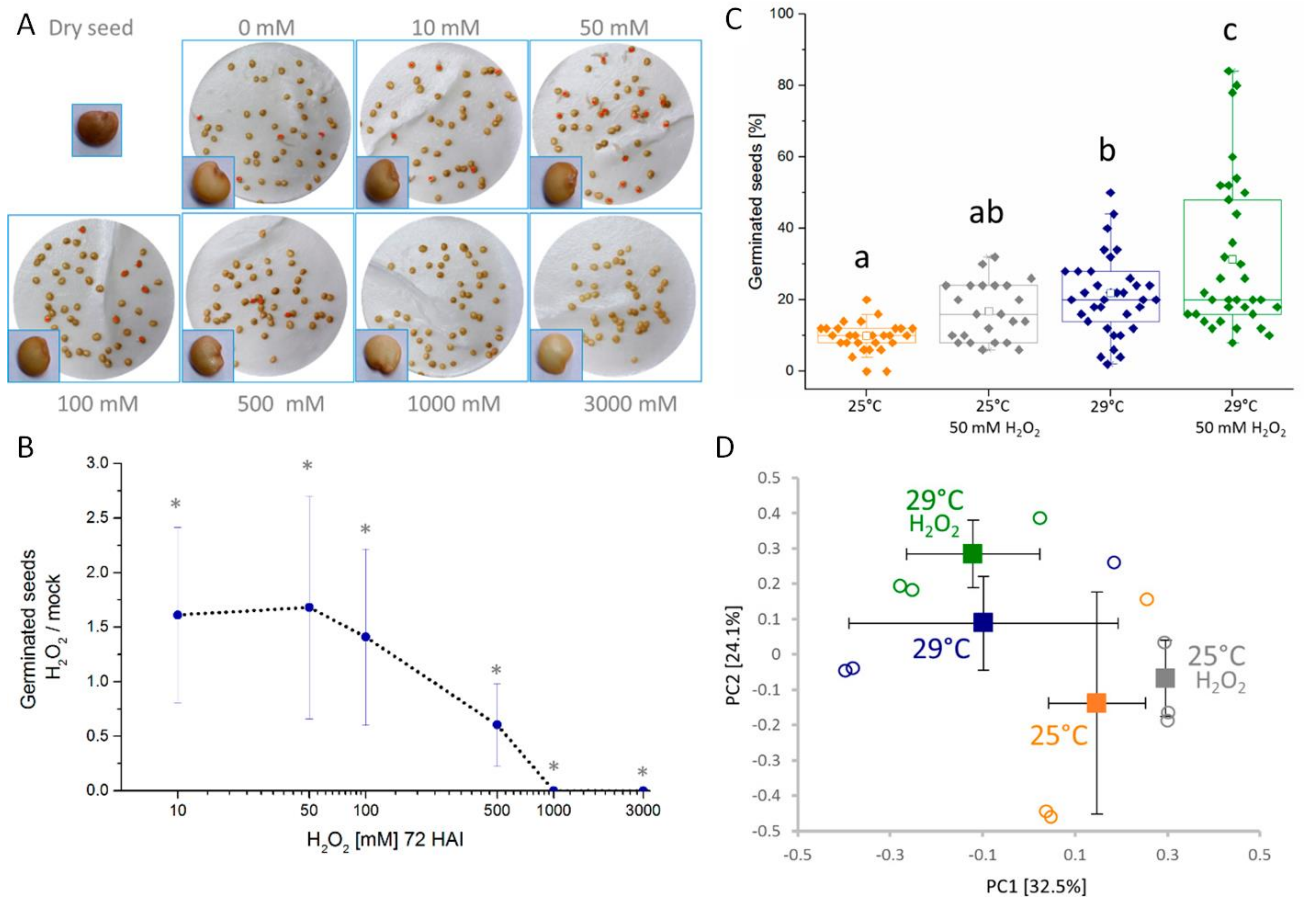 A
Dry seed
0 mM
10 mM
50 mM
100 mM
500 mM
1000 mM
3000 mM
B
3.0
2.5
2.0
1.5
1.0
0.5
0.0
Germinated seeds
H₂O₂ / mock
* * * * * *
10 50 100 500 1000 3000
H₂O₂ [mM] 72 HAI
C
100
80
60
40
20
0
Germinated seeds [%]
a
ab
b
c
25°C
25°C
50 mM H₂O₂
29°C
29°C
50 mM H₂O₂
D
0.5
0.4
0.3
0.2
0.1
0
-0.1
-0.2
-0.3
-0.4
-0.5
PC2 [24.1%]
29°C
H₂O₂
29°C
25°C
H₂O₂
25°C
-0.5 -0.3 -0.1 0.1 0.3 0.5
PC1 [32.5%]